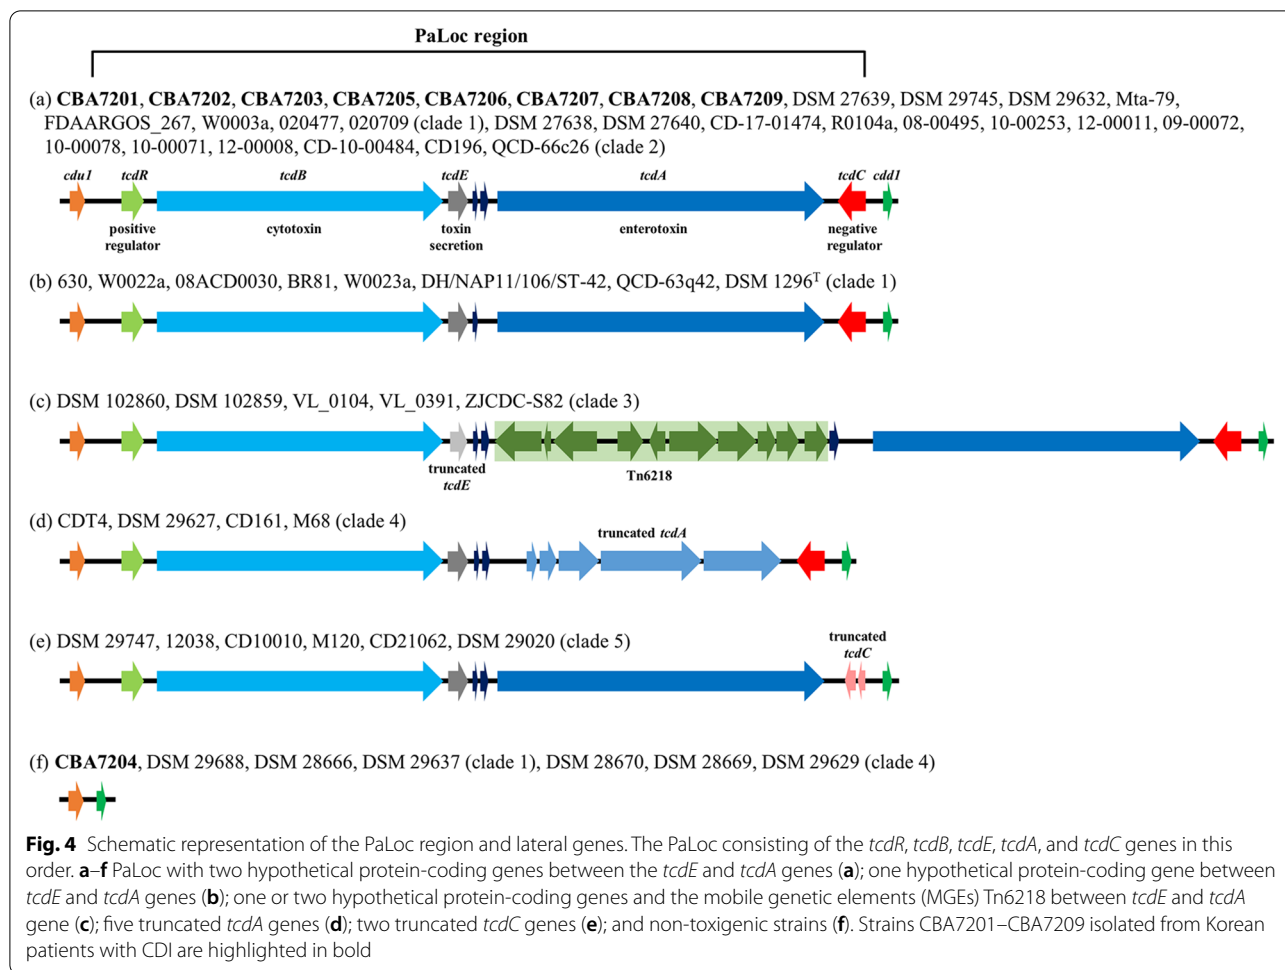 PaLoc region
(a) CBA7201, CBA7202, CBA7203, CBA7205, CBA7206, CBA7207, CBA7208, CBA7209, DSM 27639, DSM 29745, DSM 29632, Mta-79,
FDAARGOS_267, W0003a, 020477, 020709 (clade 1), DSM 27638, DSM 27640, CD-17-01474, R0104a, 08-00495, 10-00253, 12-00011, 09-00072,
10-00078, 10-00071, 12-00008, CD-10-00484, CD196, QCD-66c26 (clade 2)
cdu1 tcdR tcdB tcdE tcdA tcdC cdd1
positive regulator cytotoxin toxin secretion enterotoxin negative regulator
(b) 630, W0022a, 08ACD0030, BR81, W0023a, DH/NAP11/106/ST-42, QCD-63q42, DSM 1296ᵀ (clade 1)
(c) DSM 102860, DSM 102859, VL_0104, VL_0391, ZJCDC-S82 (clade 3)
truncated tcdE Tn6218
(d) CDT4, DSM 29627, CD161, M68 (clade 4)
truncated tcdA
(e) DSM 29747, 12038, CD10010, M120, CD21062, DSM 29020 (clade 5)
truncated
tcdC
(f) CBA7204, DSM 29688, DSM 28666, DSM 29637 (clade 1), DSM 28670, DSM 28669, DSM 29629 (clade 4)
Fig. 4 Schematic representation of the PaLoc region and lateral genes. The PaLoc consisting of the tcdR, tcdB, tcdE, tcdA, and tcdC genes in this
order. a–f PaLoc with two hypothetical protein-coding genes between the tcdE and tcdA genes (a); one hypothetical protein-coding gene between
tcdE and tcdA genes (b); one or two hypothetical protein-coding genes and the mobile genetic elements (MGEs) Tn6218 between tcdE and tcdA
gene (c); five truncated tcdA genes (d); two truncated tcdC genes (e); and non-toxigenic strains (f). Strains CBA7201–CBA7209 isolated from Korean
patients with CDI are highlighted in bold